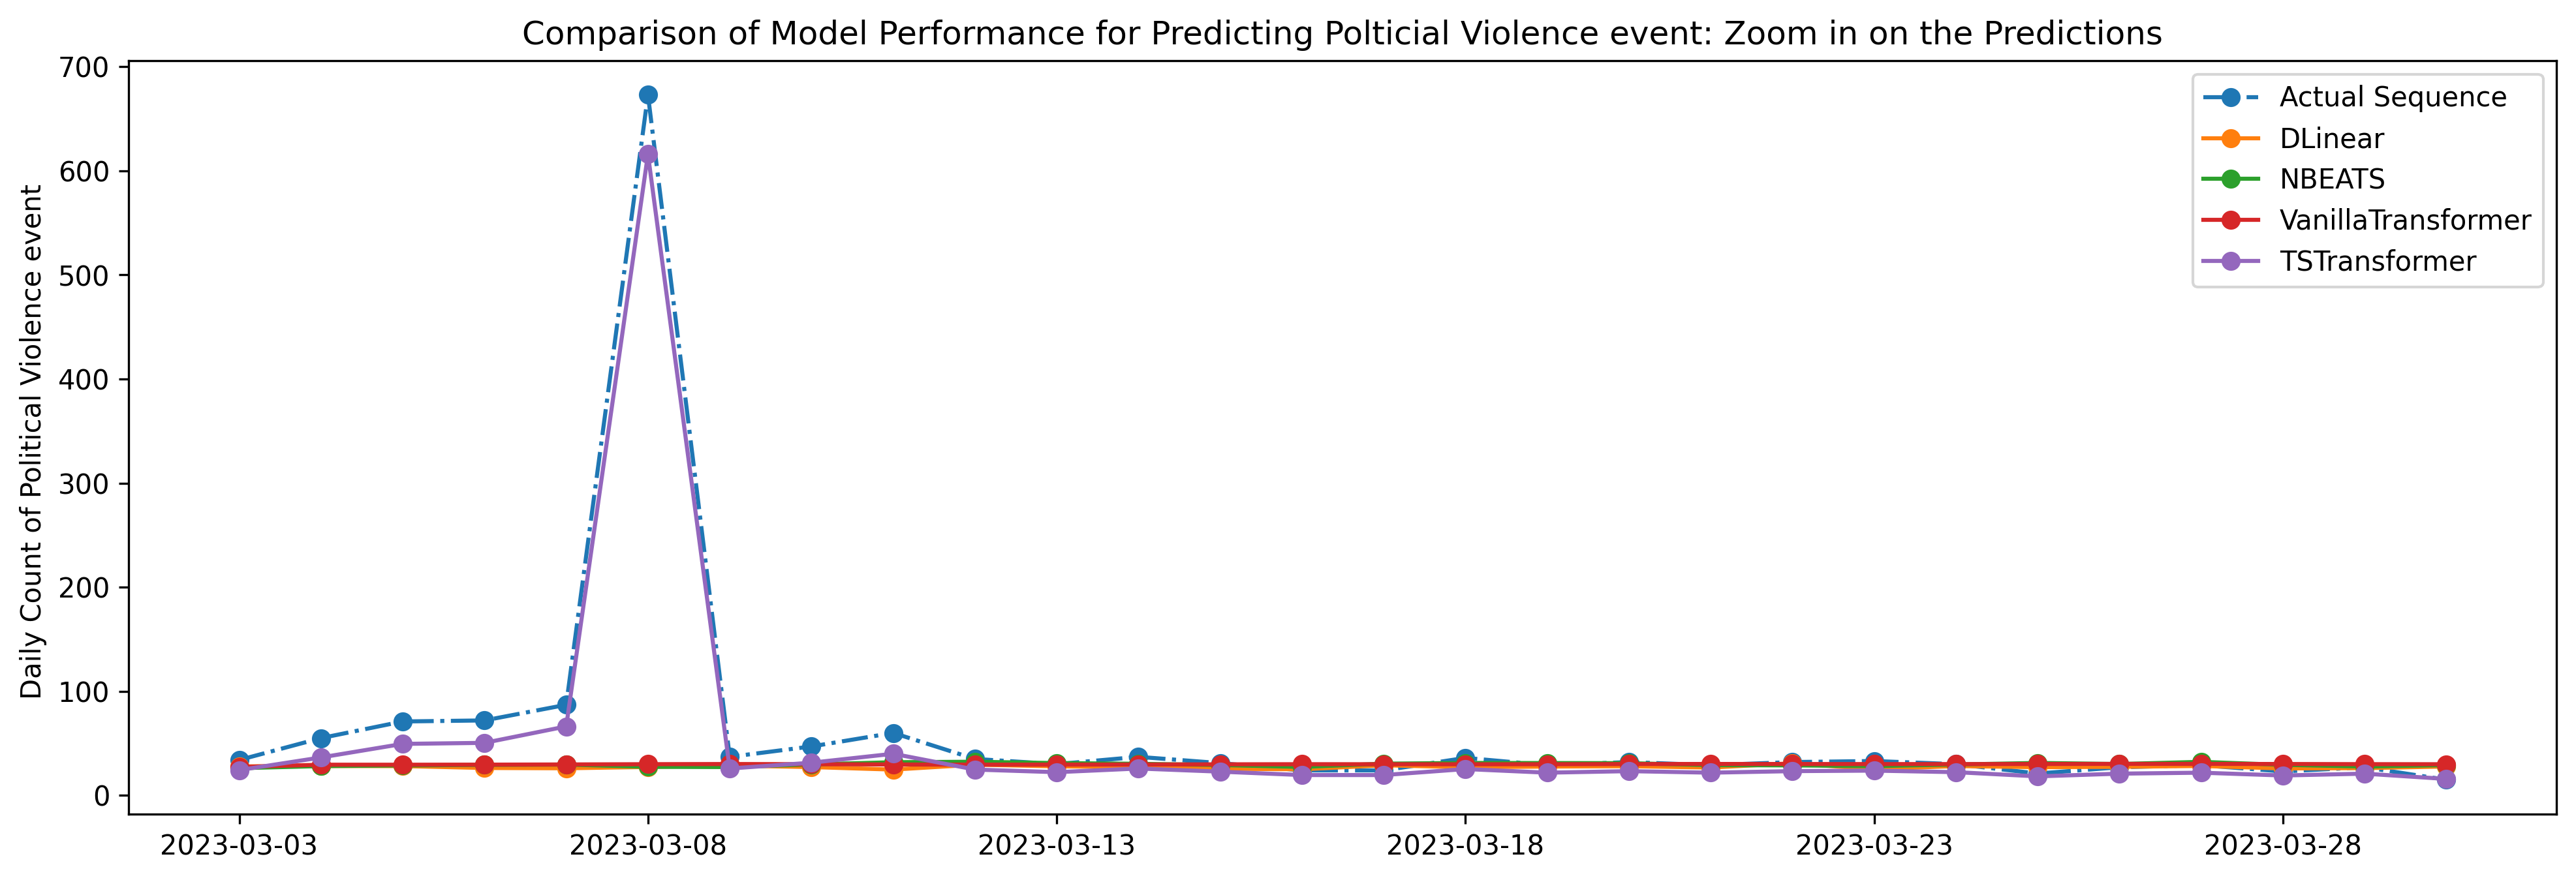 Comparison of Model Performance for Predicting Polticial Violence event: Zoom in on the Predictions
Daily Count of Political Violence event
700
600
500
400
300
200
100
0
Actual Sequence
DLinear
NBEATS
VanillaTransformer
TSTransformer
2023-03-03
2023-03-08
2023-03-13
2023-03-18
2023-03-23
2023-03-28